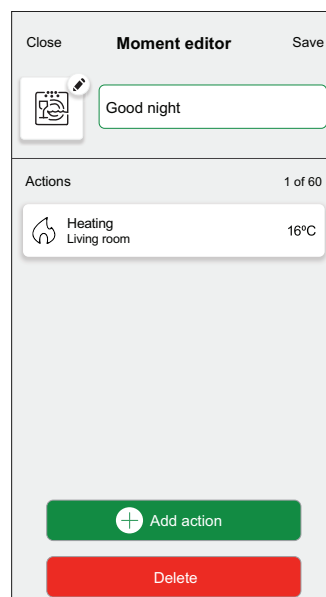 Close Moment editor Save
Good night
Actions 1 of 60
Heating
Living room
16ºC
Add action
Delete